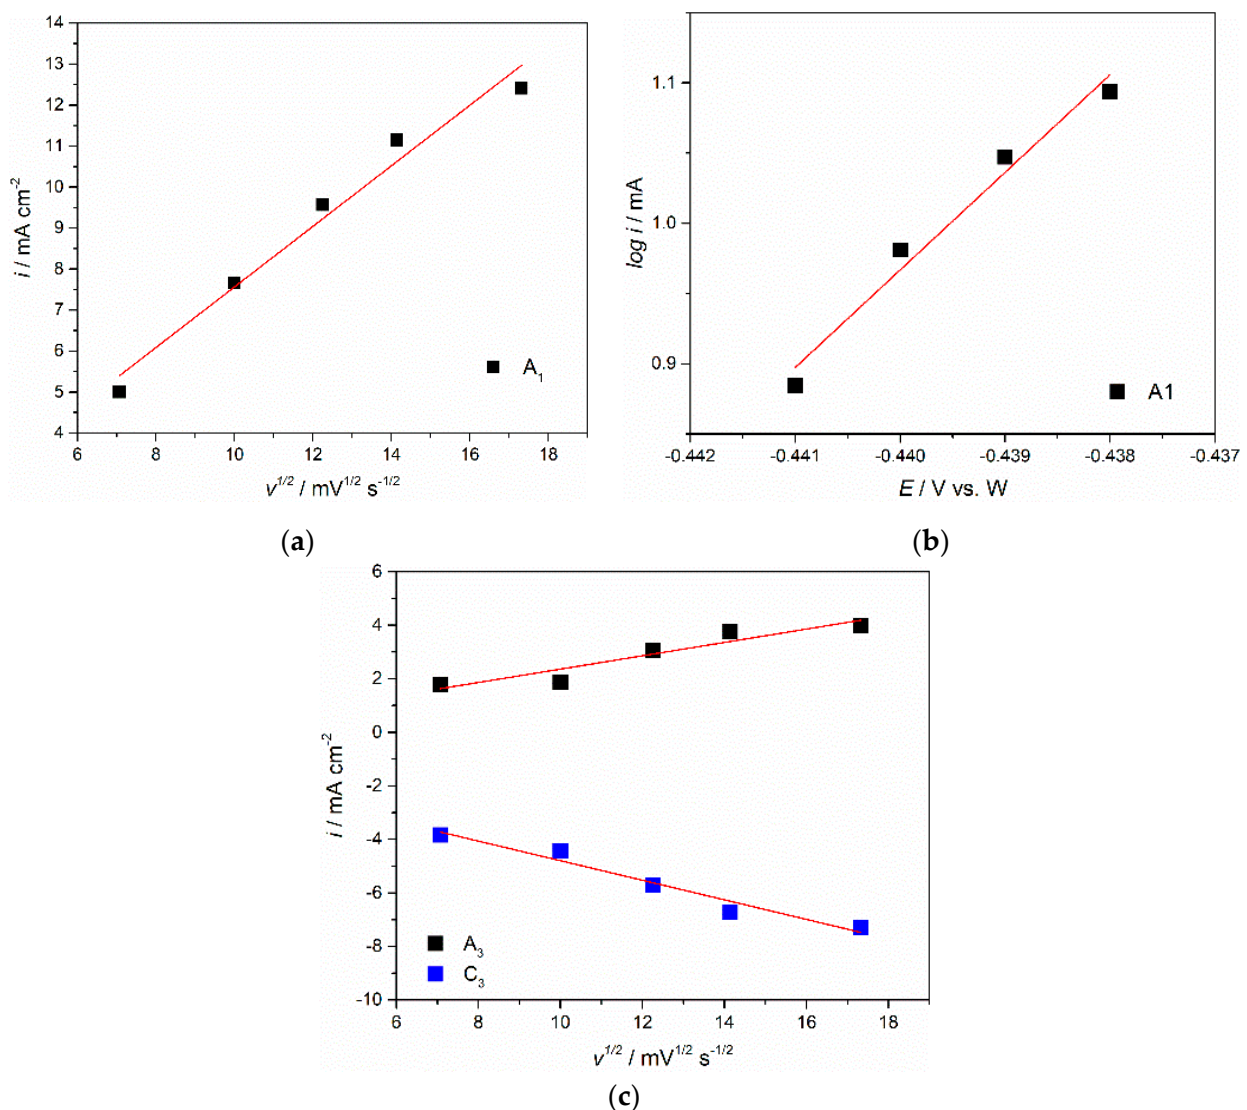 14
13
12
11
10
9
8
7
6
5
4
i / mA cm-2
A1
6 8 10 12 14 16 18
v1/2 / mV1/2 s-1/2
(a)
1.1
1.0
0.9
log i / mA
A1
-0.442 -0.441 -0.440 -0.439 -0.438 -0.437
E / V vs. W
(b)
6
4
2
0
-2
-4
-6
-8
-10
i / mA cm-2
A3
C3
6 8 10 12 14 16 18
v1/2 / mV1/2 s-1/2
(c)